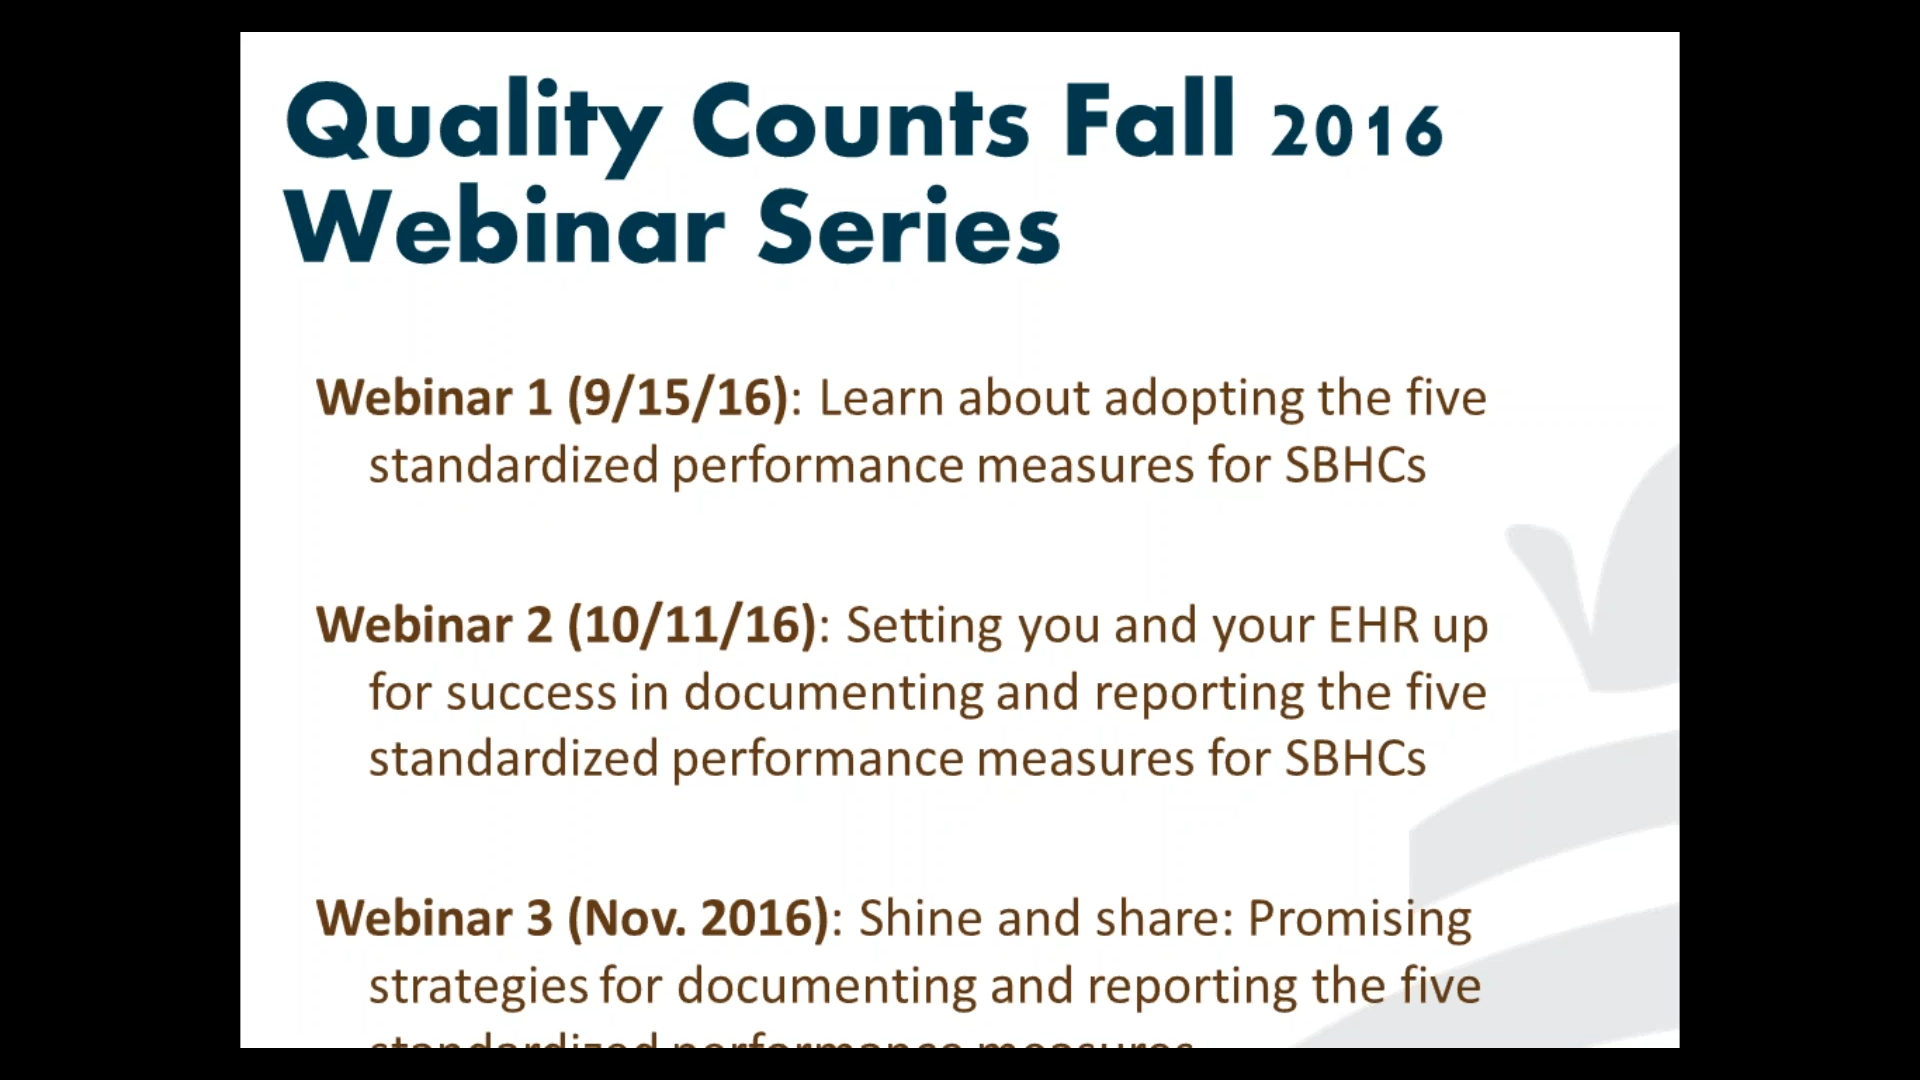 Quality Counts Fall 2016
Webinar Series
Webinar 1 (9/15/16): Learn about adopting the five
standardized performance measures for SBHCs
Webinar 2 (10/11/16): Setting you and your EHR up
for success in documenting and reporting the five
standardized performance measures for SBHCs
Webinar 3 (Nov. 2016): Shine and share: Promising
strategies for documenting and reporting the five
standardized performance measures